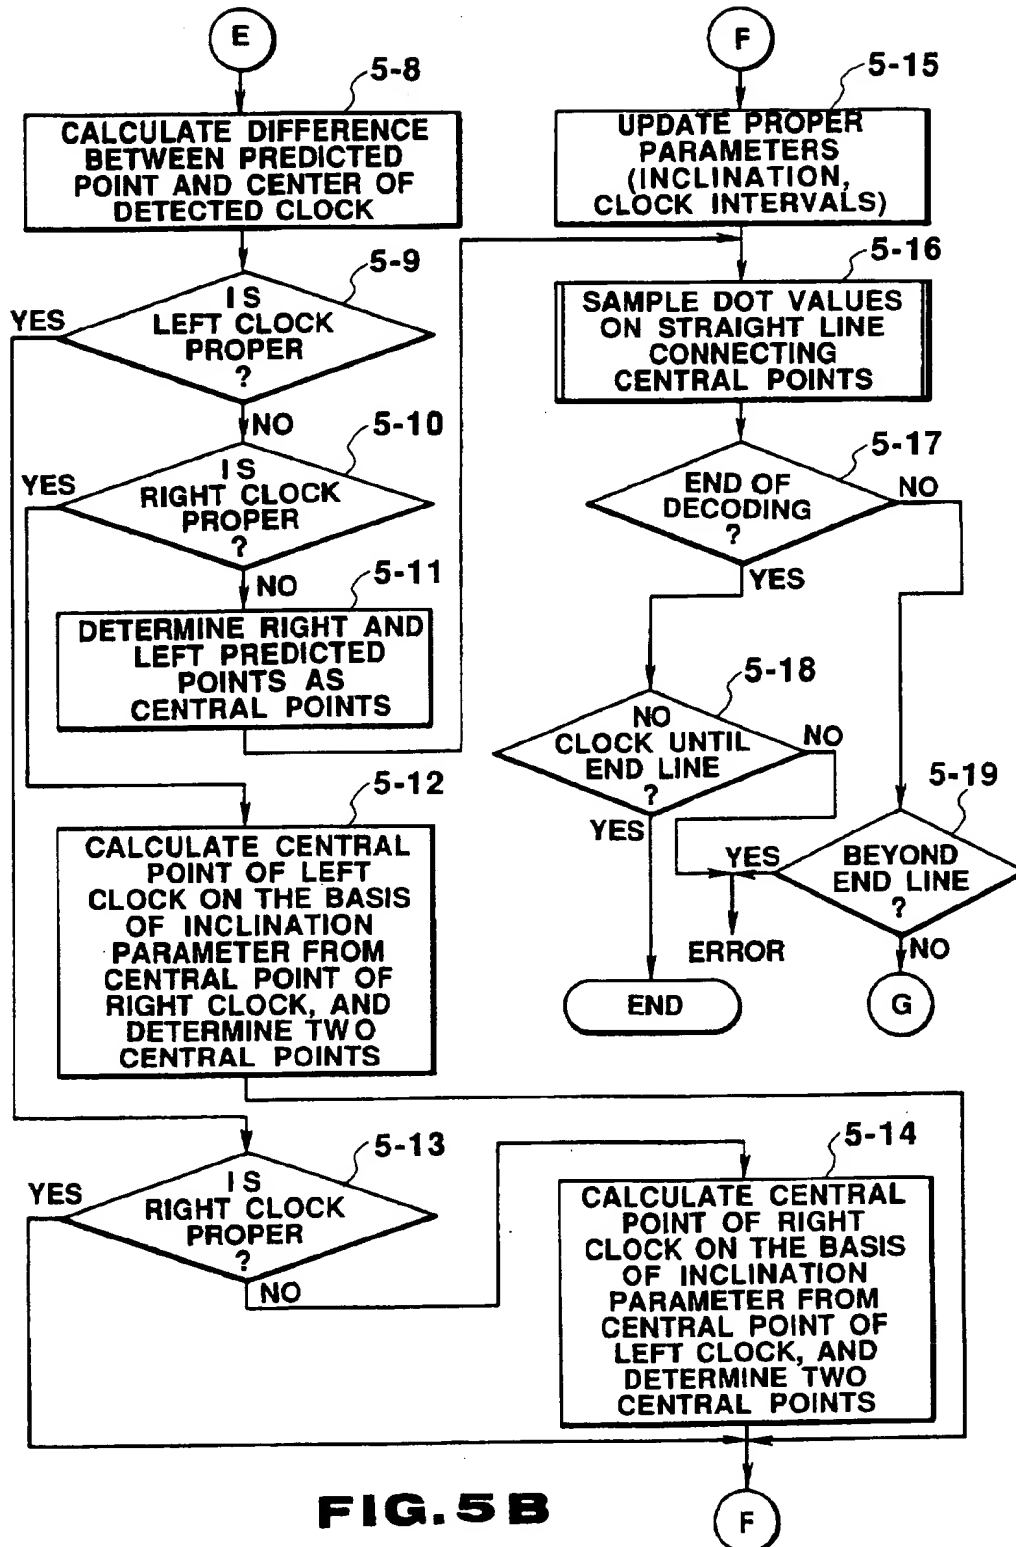 E
5-8
CALCULATE DIFFERENCE
BETWEEN PREDICTED
POINT AND CENTER OF
DETECTED CLOCK
5-9
IS
LEFT CLOCK
PROPER
?
YES
NO
5-10
IS
RIGHT CLOCK
PROPER
?
YES
NO
5-11
DETERMINE RIGHT AND
LEFT PREDICTED
POINTS AS
CENTRAL POINTS
5-12
CALCULATE CENTRAL
POINT OF LEFT
CLOCK ON THE BASIS
OF INCLINATION
PARAMETER FROM
CENTRAL POINT OF
RIGHT CLOCK, AND
DETERMINE TWO
CENTRAL POINTS
5-13
IS
RIGHT CLOCK
PROPER
?
YES
NO
5-14
CALCULATE CENTRAL
POINT OF RIGHT
CLOCK ON THE BASIS
OF INCLINATION
PARAMETER FROM
CENTRAL POINT OF
LEFT CLOCK, AND
DETERMINE TWO
CENTRAL POINTS
F
F
5-15
UPDATE PROPER
PARAMETERS
(INCLINATION,
CLOCK INTERVALS)
5-16
SAMPLE DOT VALUES
ON STRAIGHT LINE
CONNECTING
CENTRAL POINTS
5-17
END OF
DECODING
?
NO
YES
5-18
NO
CLOCK UNTIL
END LINE
?
NO
YES
END
5-19
BEYOND
END LINE
?
YES
ERROR
NO
G
FIG.5B